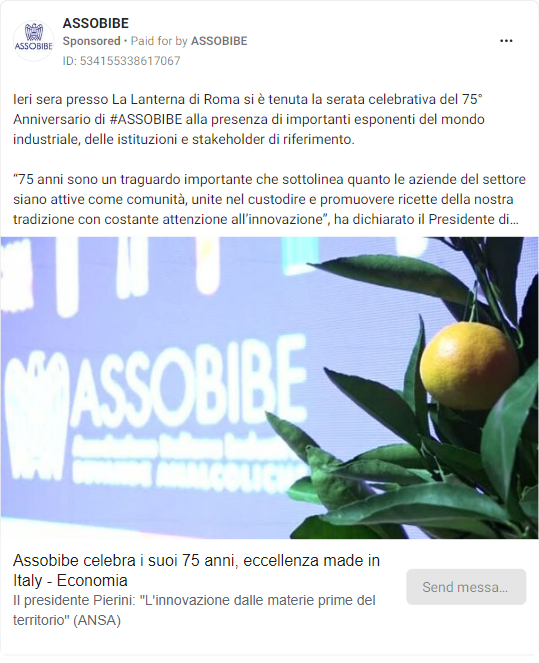 ASSOBIBE
Sponsored • Paid for by ASSOBIBE
ID: 534155338617067
ASSOBIBE
Ieri sera presso La Lanterna di Roma si è tenuta la serata celebrativa del 75°
Anniversario di #ASSOBIBE alla presenza di importanti esponenti del mondo
industriale, delle istituzioni e stakeholder di riferimento.
“75 anni sono un traguardo importante che sottolinea quanto le aziende del settore
siano attive come comunità, unite nel custodire e promuovere ricette della nostra
tradizione con costante attenzione all’innovazione”, ha dichiarato il Presidente di…
ASSOBIBE
Associazione Italiana
BEVANDE ANALCOLICHE
Assobibe celebra i suoi 75 anni, eccellenza made in
Italy - Economia
Il presidente Pierini: "L'innovazione dalle materie prime del
territorio" (ANSA)
Send messa…